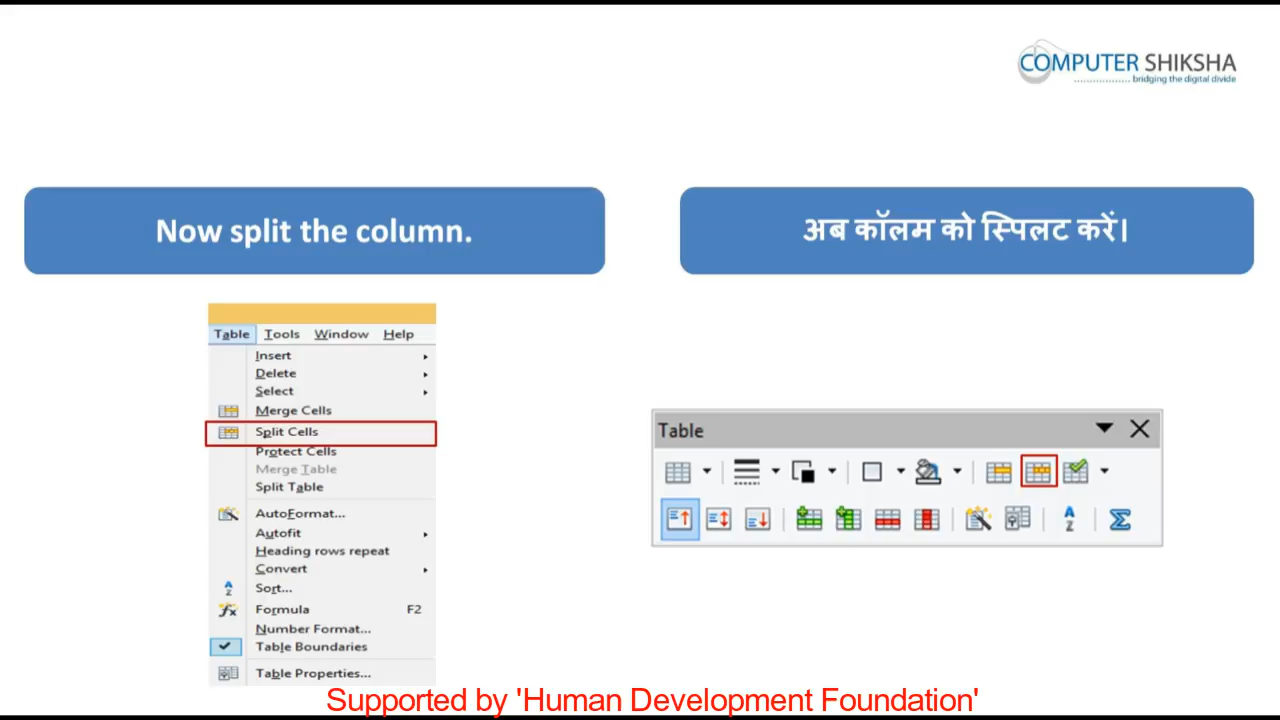 COMPUTER SHIKSHA
bridging the digital divide
Now split the column.
अब कॉलम को स्पिलट करें।
Table Tools Window Help
Insert
Delete
Select
Merge Cells
Split Cells
Protect Cells
Merge Table
Split Table
AutoFormat...
Autofit
Heading rows repeat
Convert
Sort...
Formula F2
Number Format...
Table Boundaries
Table Properties...
Table
Supported by 'Human Development Foundation'